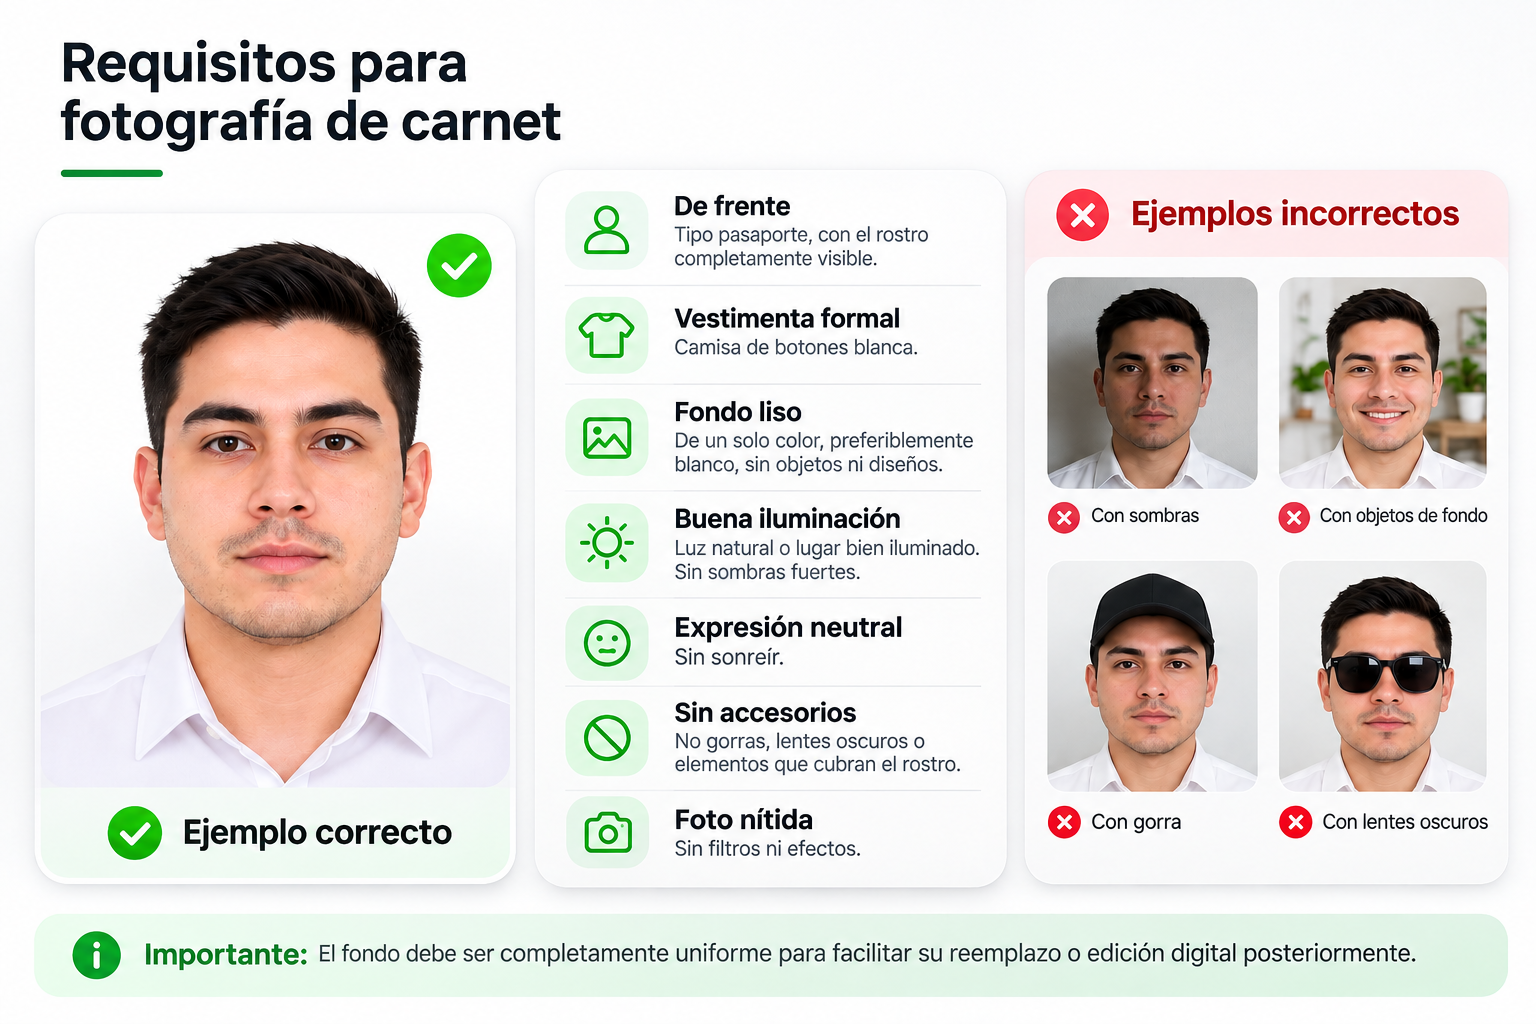 Requisitos para
fotografía de carnet
Ejemplo correcto
De frente
Tipo pasaporte, con el rostro
completamente visible.
Vestimenta formal
Camisa de botones blanca.
Fondo liso
De un solo color, preferiblemente
blanco, sin objetos ni diseños.
Buena iluminación
Luz natural o lugar bien iluminado.
Sin sombras fuertes.
Expresión neutral
Sin sonreír.
Sin accesorios
No gorras, lentes oscuros o
elementos que cubran el rostro.
Foto nítida
Sin filtros ni efectos.
Ejemplos incorrectos
Con sombras
Con objetos de fondo
Con gorra
Con lentes oscuros
Importante: El fondo debe ser completamente uniforme para facilitar su reemplazo o edición digital posteriormente.